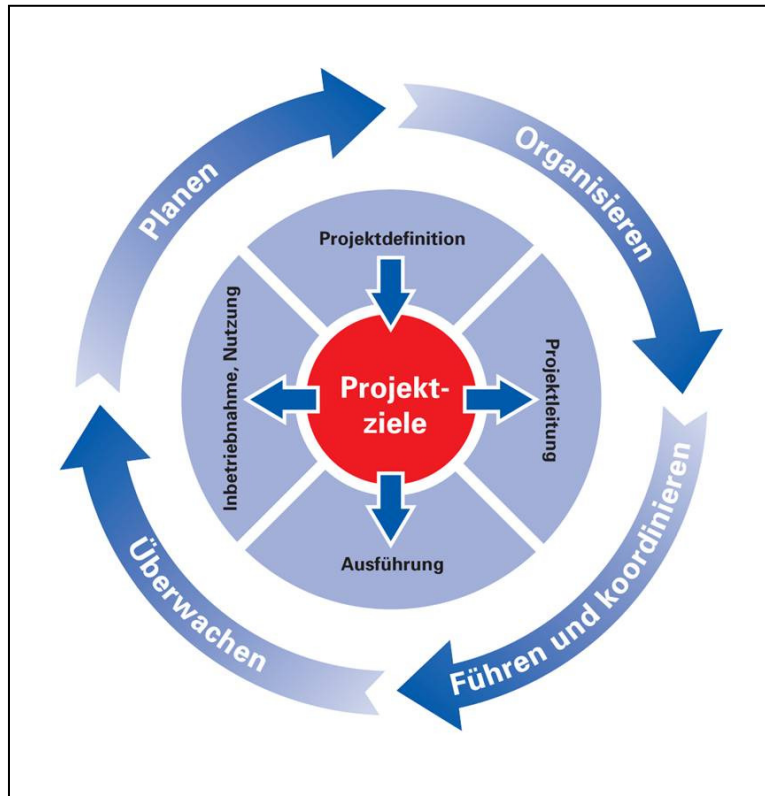 Planen
Organisieren
Projektdefinition
Inbetriebnahme, Nutzung
Projekt-
ziele
Projektleitung
Ausführung
Überwachen
Führen und koordinieren